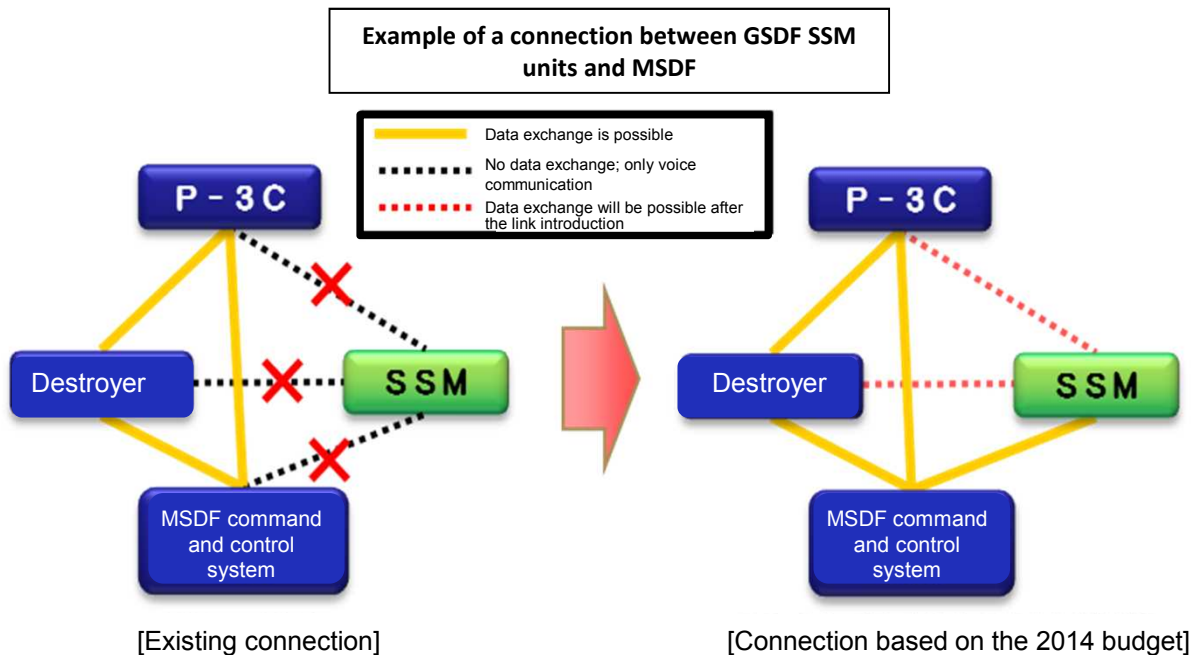 Example of a connection between GSDF SSM
units and MSDF
Data exchange is possible
No data exchange; only voice
communication
Data exchange will be possible after
the link introduction
P-3C
Destroyer
SSM
MSDF command
and control
system
[Existing connection]
P-3C
Destroyer
SSM
MSDF command
and control
system
[Connection based on the 2014 budget]